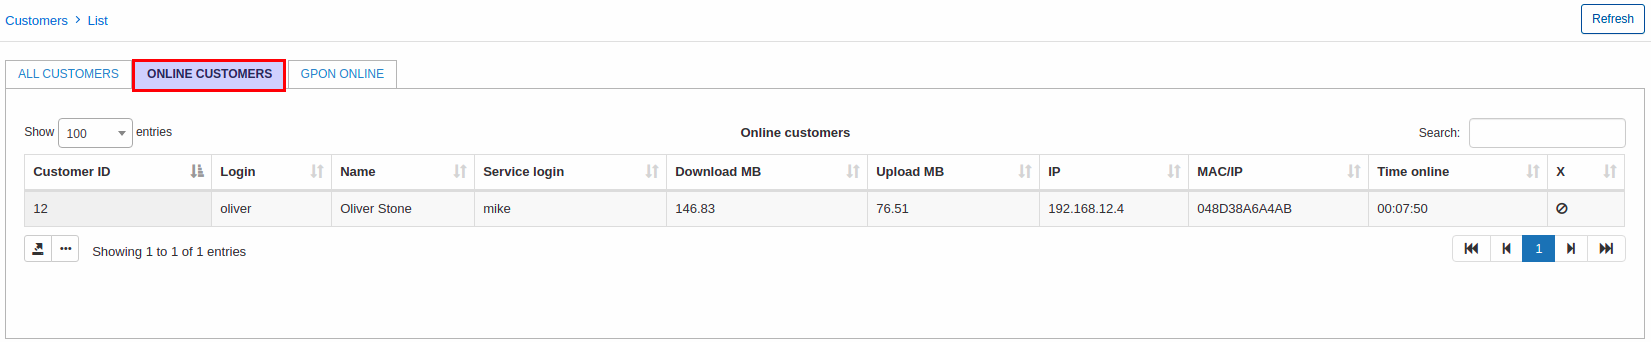 Customers > List
Refresh
ALL CUSTOMERS ONLINE CUSTOMERS GPON ONLINE
Show 100 entries Online customers Search:
Customer ID Login Name Service login Download MB Upload MB IP MAC/IP Time online X
12 oliver Oliver Stone mike 146.83 76.51 192.168.12.4 048D38A6A4AB 00:07:50
Showing 1 to 1 of 1 entries 1